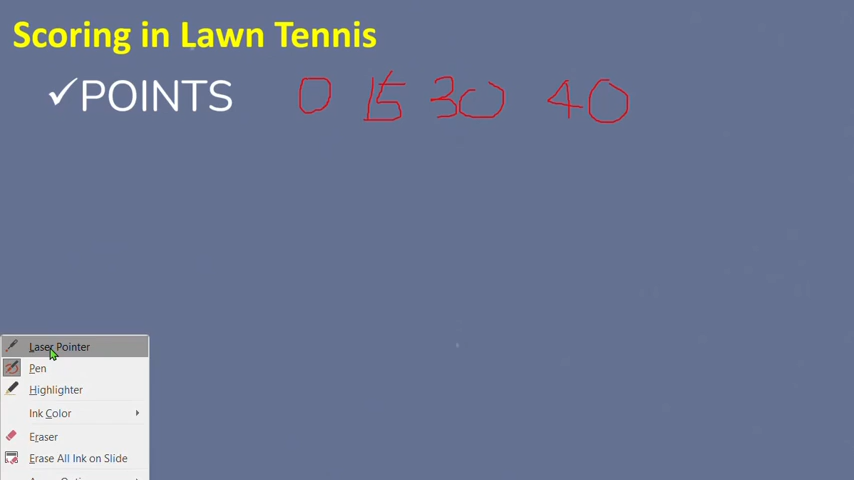 Scoring in Lawn Tennis
✓POINTS 0 15 30 40
Laser Pointer
Pen
Highlighter
Ink Color
Eraser
Erase All Ink on Slide